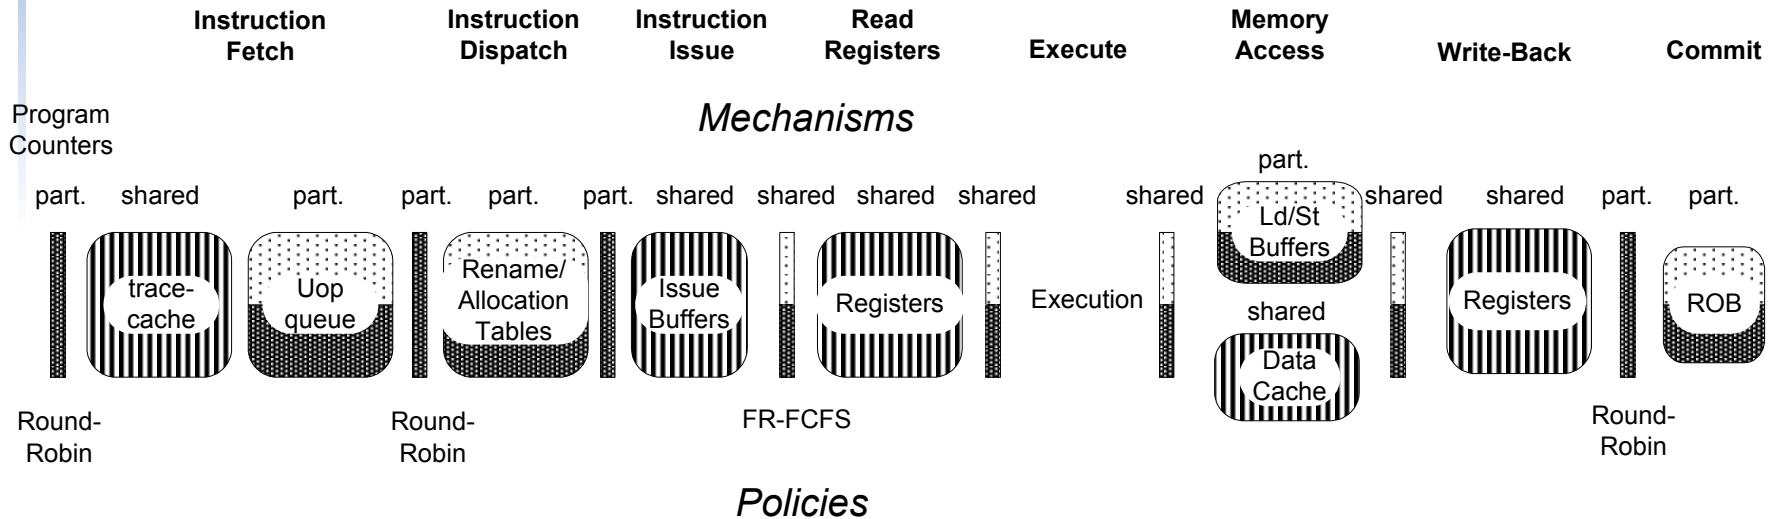 Instruction Fetch
Instruction Dispatch
Instruction Issue
Read Registers
Execute
Memory Access
Write-Back
Commit
Program Counters
Mechanisms
part.
part. shared part. part. part. part. shared shared shared shared shared shared shared part. part.
trace-
cache
Uop
queue
Rename/
Allocation
Tables
Issue
Buffers
Registers
Execution
Ld/St
Buffers
shared
Data
Cache
Registers
ROB
Round-
Robin
Round-
Robin
FR-FCFS
Round-
Robin
Policies